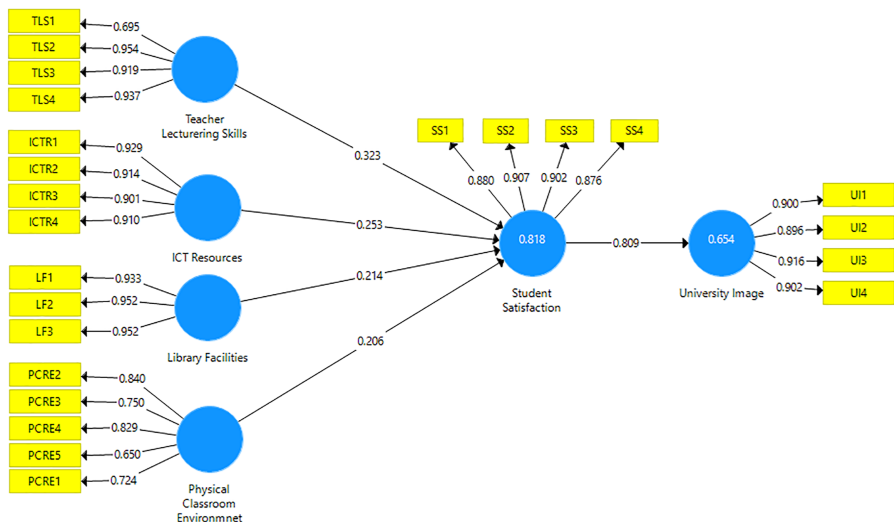 TLS1
0.695
TLS2
0.954
TLS3
0.919
TLS4
0.937
Teacher
Lecturering Skills
ICTR1
0.929
ICTR2
0.914
ICTR3
0.901
ICTR4
0.910
ICT Resources
LF1
0.933
LF2
0.952
LF3
0.952
Library Facilities
PCRE2
0.840
PCRE3
0.750
PCRE4
0.829
PCRE5
0.650
PCRE1
0.724
Physical
Classroom
Environmnet
0.323
0.253
0.214
0.206
SS1
SS2
SS3
SS4
0.880
0.907
0.902
0.876
0.818
Student
Satisfaction
0.809
0.654
University Image
0.900
UI1
0.896
UI2
0.916
UI3
0.902
UI4